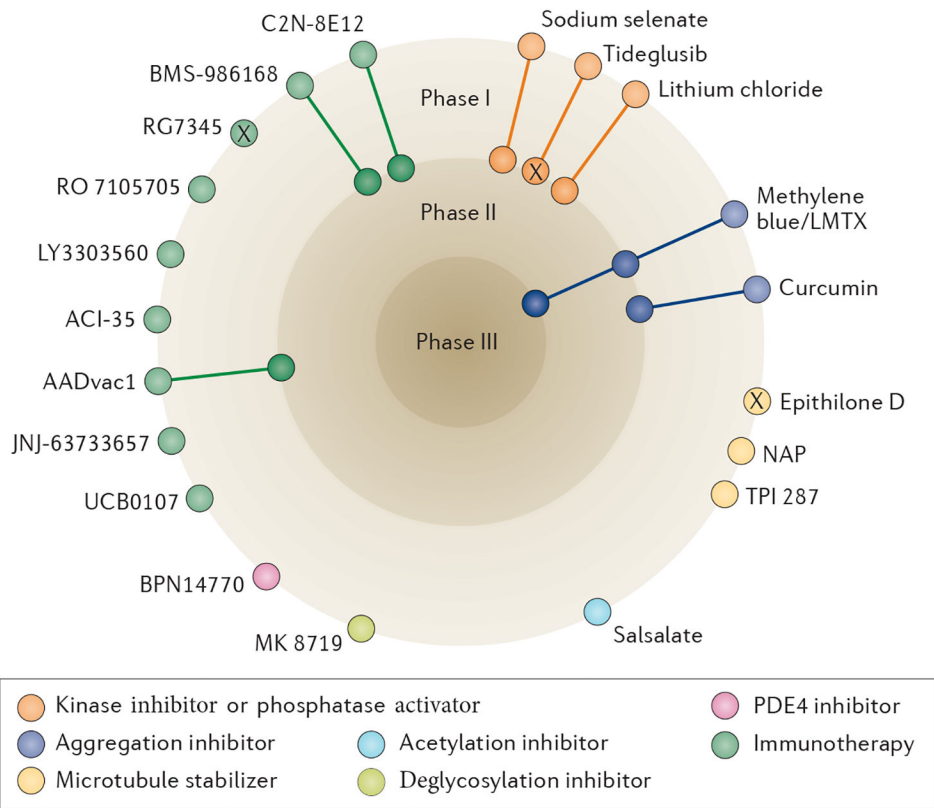 C2N-8E12
Sodium selenate
BMS-986168
Tideglusib
Phase I
Lithium chloride
RG7345
X
X
RO 7105705
Phase II
Methylene
blue/LMTX
LY3303560
Curcumin
ACI-35
Phase III
AADvac1
X
Epithilone D
JNJ-63733657
NAP
UCB0107
TPI 287
BPN14770
MK 8719
Salsalate
Kinase inhibitor or phosphatase activator
PDE4 inhibitor
Aggregation inhibitor
Acetylation inhibitor
Immunotherapy
Microtubule stabilizer
Deglycosylation inhibitor